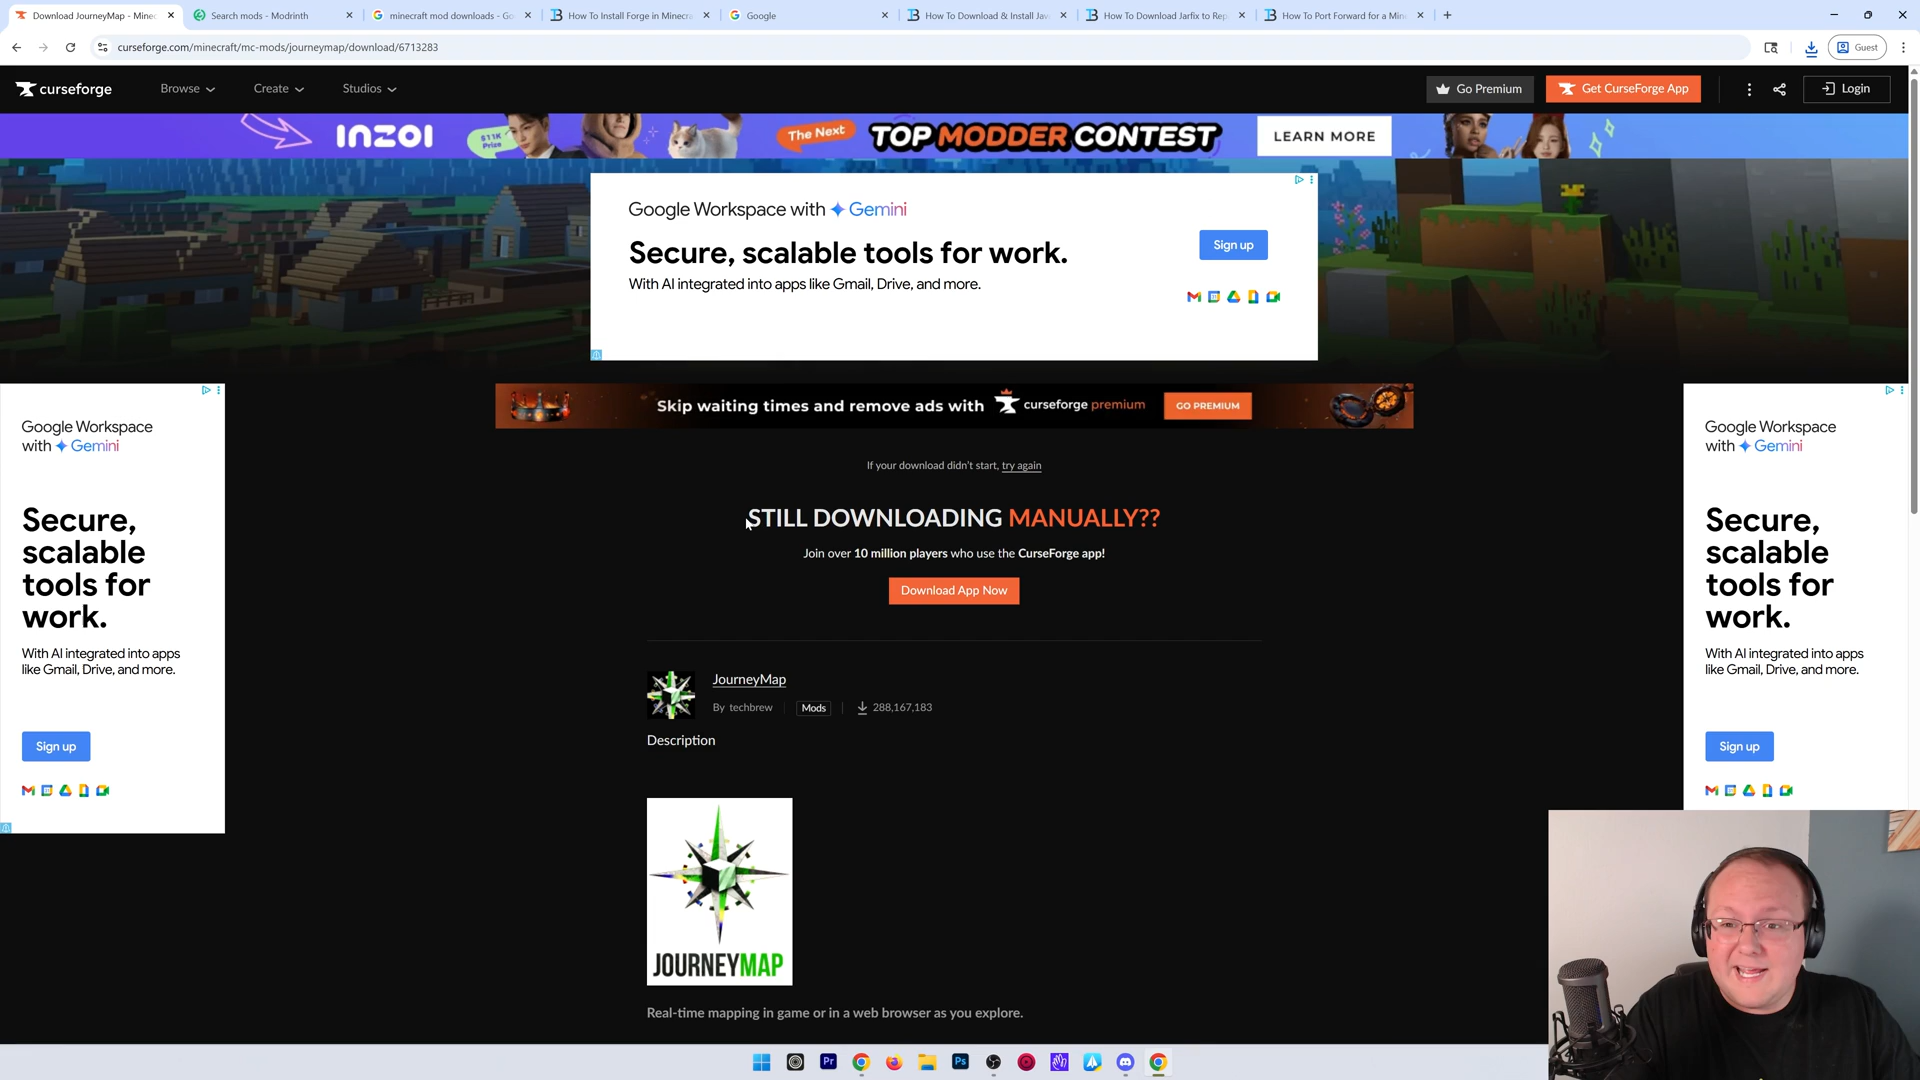 Download JourneyMap - Minec
Search mods - Modrinth
minecraft mod downloads - Go
How To Install Forge in Minecra
Google
How To Download & Install Jav
How To Download Jarfix to Rep
How To Port Forward for a Mine
curseforge.com/minecraft/mc-mods/journeymap/download/6713283
Guest
curseforge
Browse
Create
Studios
Go Premium
Get CurseForge App
Login
$11K Prize
INZOI
The Next
TOP MODDER CONTEST
LEARN MORE
Google Workspace with Gemini
Secure, scalable tools for work.
With AI integrated into apps like Gmail, Drive, and more.
Sign up
Skip waiting times and remove ads with curseforge premium
GO PREMIUM
Google Workspace
with Gemini
Secure,
scalable
tools for
work.
With AI integrated into apps
like Gmail, Drive, and more.
Sign up
If your download didn't start, try again
STILL DOWNLOADING MANUALLY??
Join over 10 million players who use the CurseForge app!
Download App Now
JourneyMap
By techbrew
Mods
288,167,183
Description
JOURNEYMAP
Real-time mapping in game or in a web browser as you explore.
Google Workspace
with Gemini
Secure,
scalable
tools for
work.
With AI integrated into apps
like Gmail, Drive, and more.
Sign up
Pr
Ps